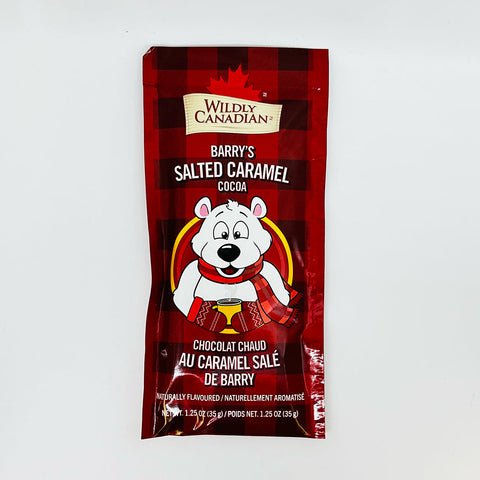 WILDLY
CANADIAN
BARRY'S
SALTED CARAMEL
COCOA
CHOCOLAT CHAUD
AU CARAMEL SALÉ
DE BARRY
NATURALLY FLAVOURED / NATURELLEMENT AROMATISÉ
NET WT. 1.25 OZ (35 g) / POIDS NET. 1.25 OZ (35 g)